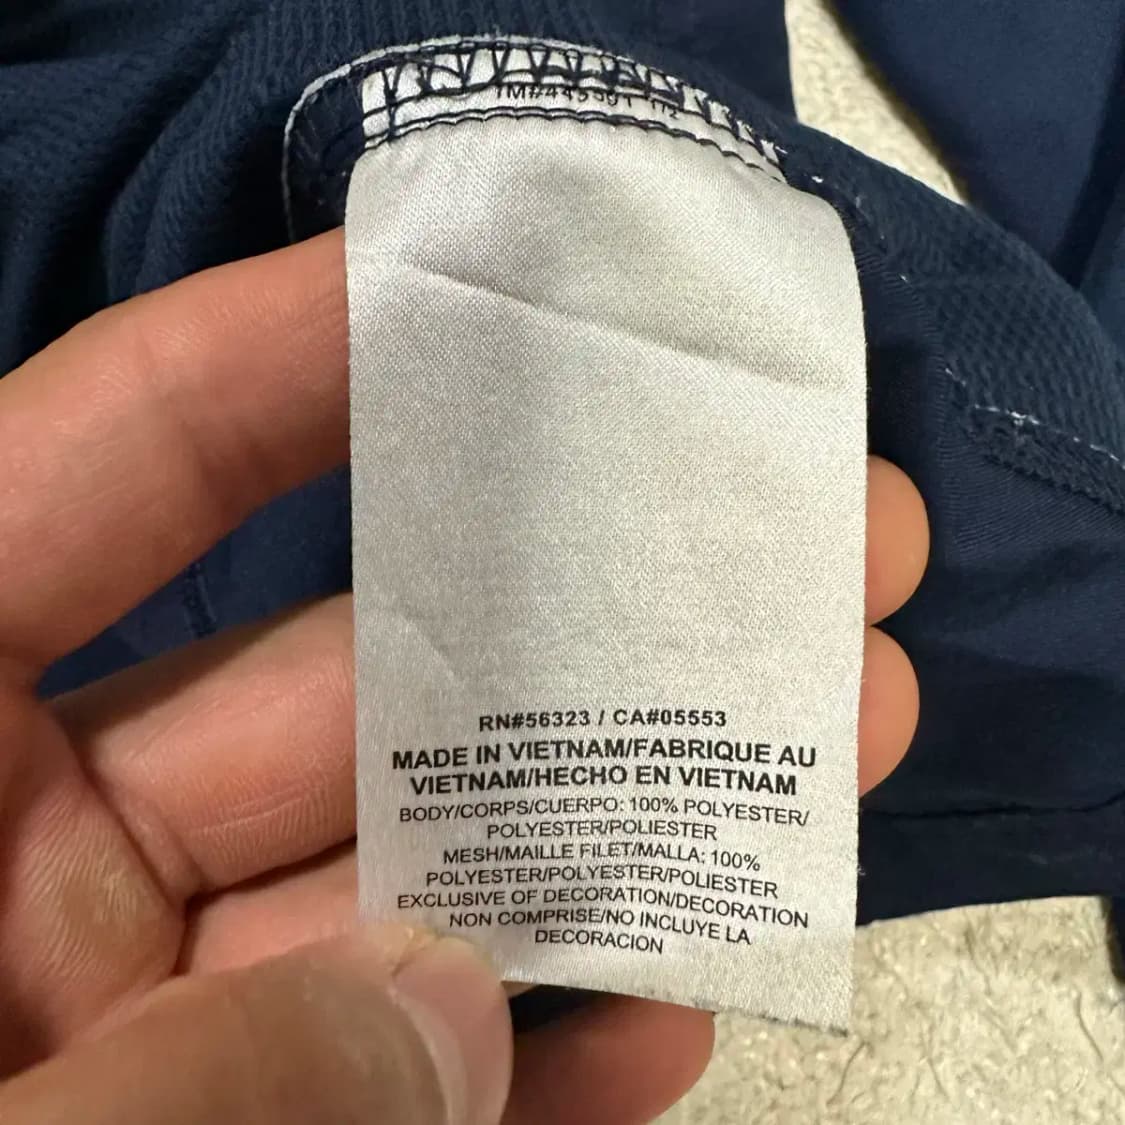 RN#56323 / CA#05553
MADE IN VIETNAM/FABRIQUE AU
VIETNAM/HECHO EN VIETNAM
BODY/CORPS/CUERPO: 100% POLYESTER/
POLYESTER/POLIESTER
MESH/MAILLE FILET/MALLA: 100%
POLYESTER/POLYESTER/POLIESTER
EXCLUSIVE OF DECORATION/DECORATION
NON COMPRISE/NO INCLUYE LA
DECORACION